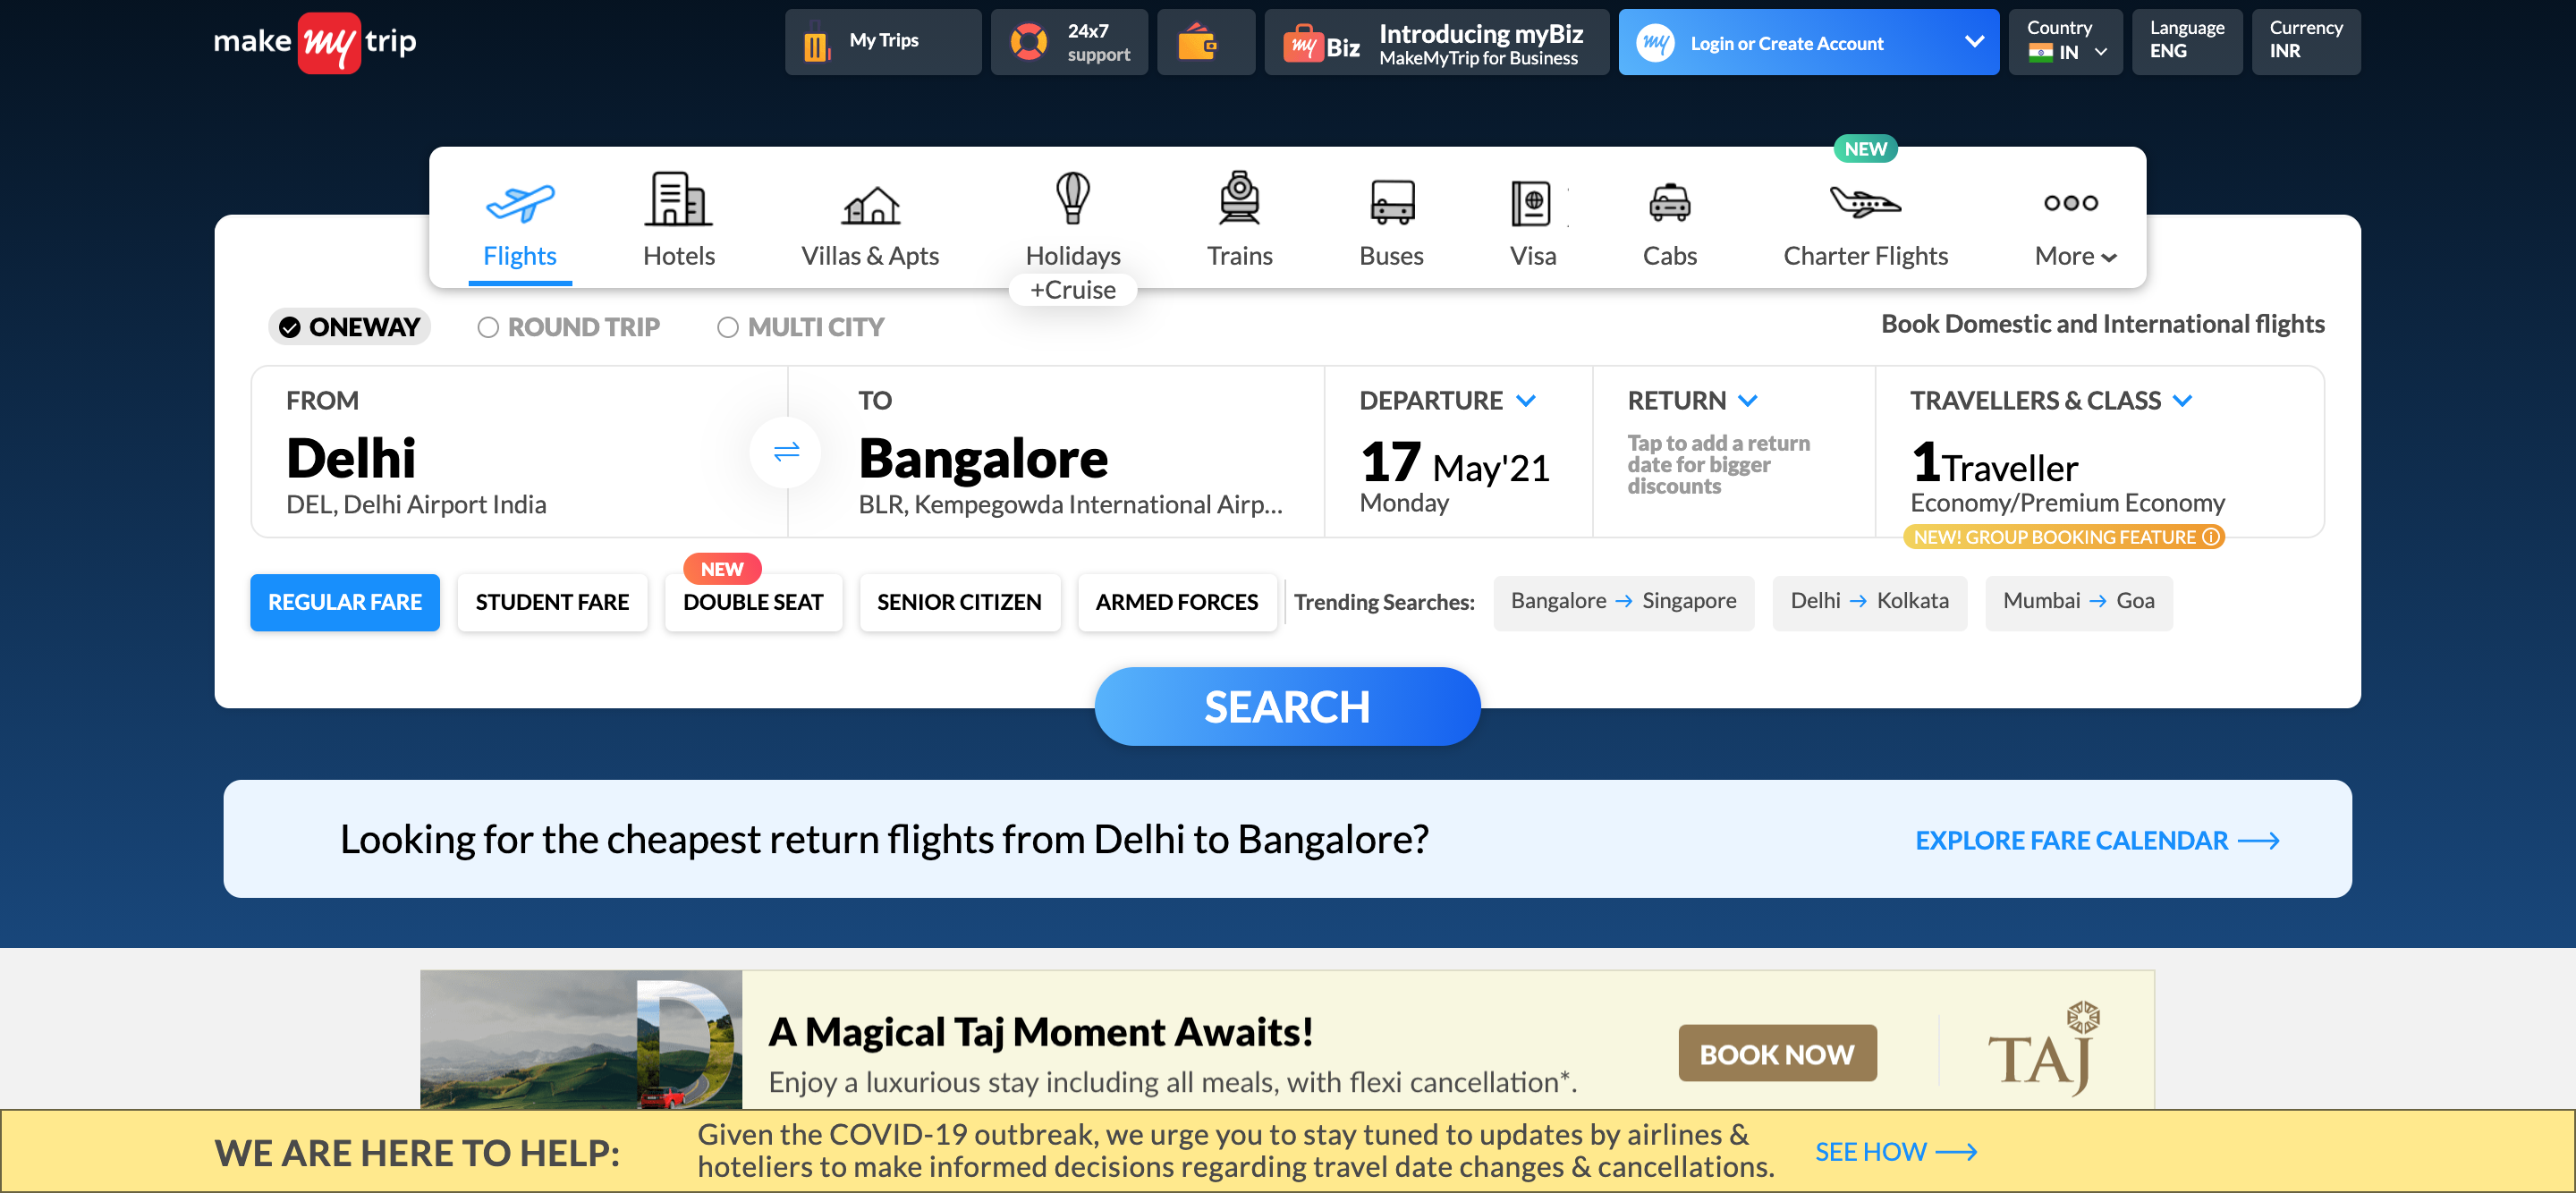 make my trip
My Trips
24x7
support
my Biz
Introducing myBiz
MakeMyTrip for Business
my
Login or Create Account
Country
IN
Language
ENG
Currency
INR
NEW
Flights
Hotels
Villas & Apts
Holidays
Trains
Buses
Visa
Cabs
Charter Flights
More
+Cruise
ONEWAY
ROUND TRIP
MULTI CITY
Book Domestic and International flights
FROM
Delhi
DEL, Delhi Airport India
TO
Bangalore
BLR, Kempegowda International Airp...
DEPARTURE
17 May'21
Monday
RETURN
Tap to add a return
date for bigger
discounts
TRAVELLERS & CLASS
1Traveller
Economy/Premium Economy
NEW! GROUP BOOKING FEATURE
REGULAR FARE
STUDENT FARE
NEW
DOUBLE SEAT
SENIOR CITIZEN
ARMED FORCES
Trending Searches:
Bangalore → Singapore
Delhi → Kolkata
Mumbai → Goa
SEARCH
Looking for the cheapest return flights from Delhi to Bangalore?
EXPLORE FARE CALENDAR
D
A Magical Taj Moment Awaits!
Enjoy a luxurious stay including all meals, with flexi cancellation*.
BOOK NOW
TAJ
WE ARE HERE TO HELP:
Given the COVID-19 outbreak, we urge you to stay tuned to updates by airlines &
hoteliers to make informed decisions regarding travel date changes & cancellations.
SEE HOW